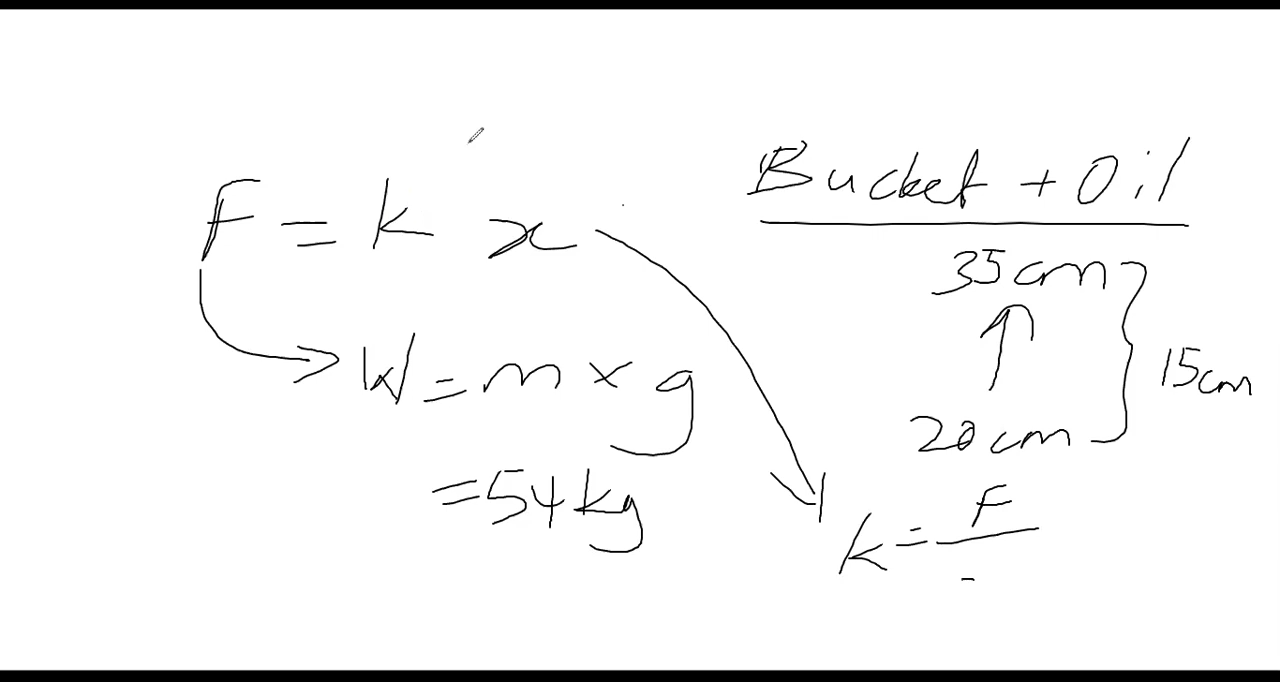 F = k x
W = m × g
= 54 kg
Bucket + Oil
35cm
↑
20cm
15cm
k = F
-